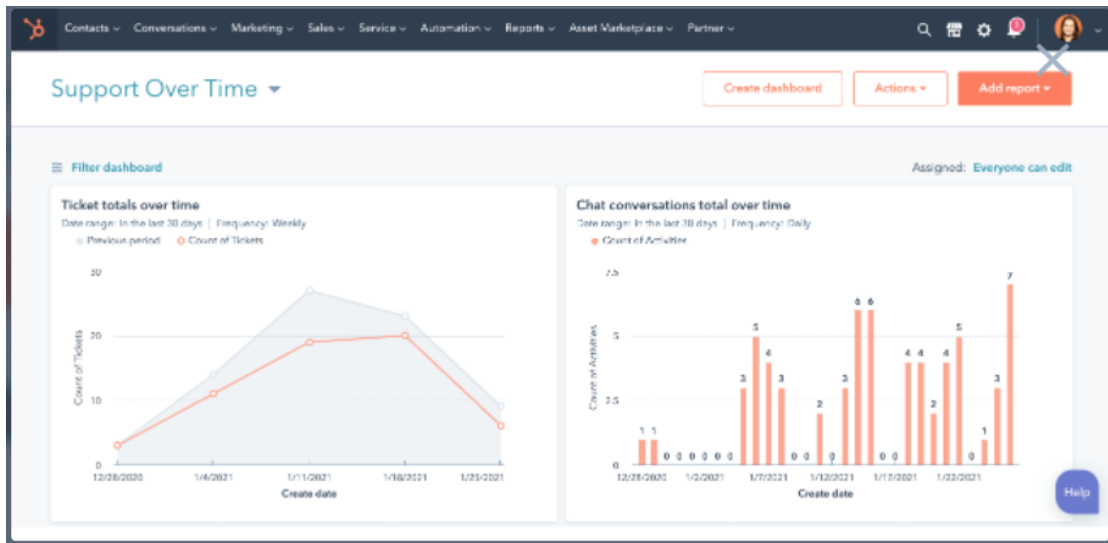 Contacts Conversations Marketing Sales Service Automation Reports Asset Marketplace Partner
Support Over Time
Create dashboard Actions Add report
Filter dashboard
Assigned: Everyone can edit
Ticket totals over time
Date range: In the last 30 days | Frequency: Weekly
Previous period Count of Tickets
30
20
10
0
Count of Tickets
12/28/2020 1/4/2021 1/11/2021 1/18/2021 1/25/2021
Create date
Chat conversations total over time
Date range: In the last 30 days | Frequency: Daily
Count of Activities
7.5
5
2.5
0
Count of Activities
1 1 0 0 0 0 0 0 3 5 4 3 0 0 2 0 3 6 6 0 0 4 4 2 4 5 0 1 3 7
12/28/2020 1/2/2021 1/7/2021 1/12/2021 1/17/2021 1/22/2021
Create date
Help